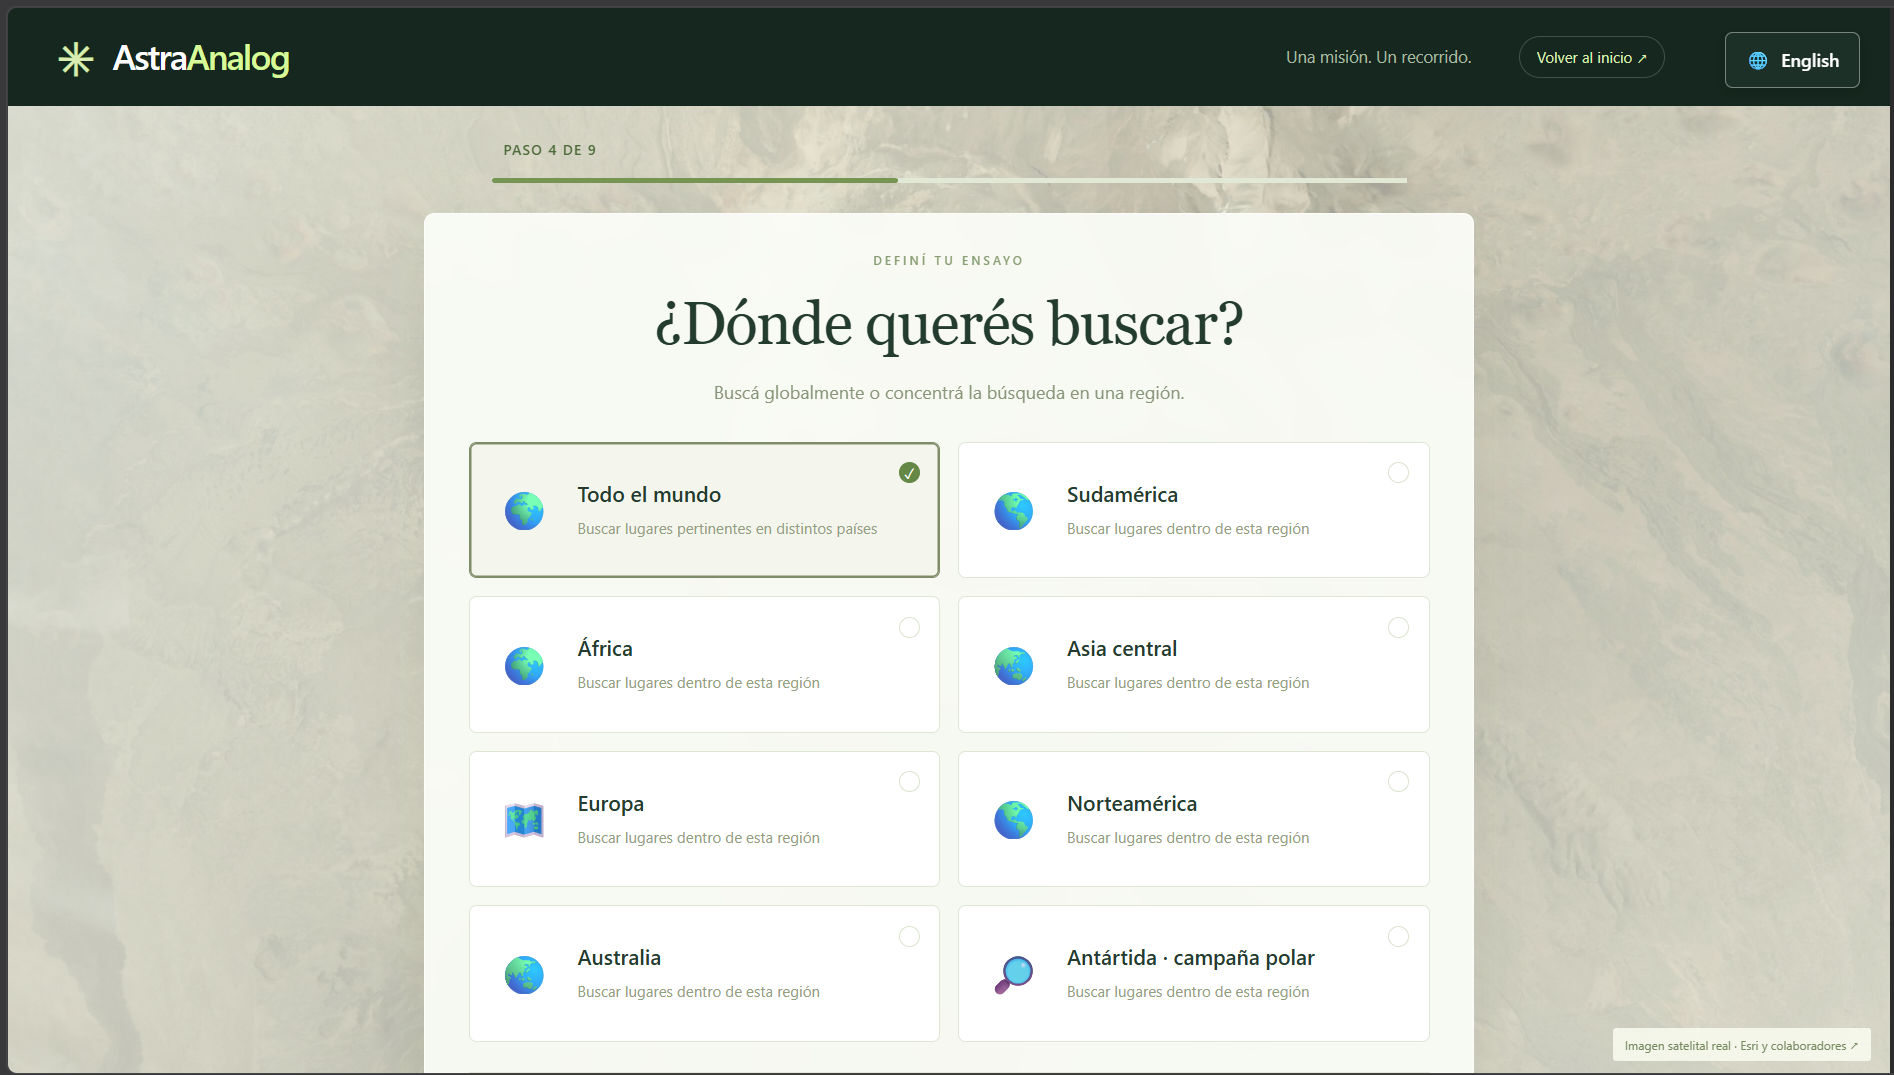 AstraAnalog
Una misión. Un recorrido.
Volver al inicio ↗
English
PASO 4 DE 9
DEFINÍ TU ENSAYO
¿Dónde querés buscar?
Buscá globalmente o concentrá la búsqueda en una región.
Todo el mundo
Buscar lugares pertinentes en distintos países
Sudamérica
Buscar lugares dentro de esta región
África
Buscar lugares dentro de esta región
Asia central
Buscar lugares dentro de esta región
Europa
Buscar lugares dentro de esta región
Norteamérica
Buscar lugares dentro de esta región
Australia
Buscar lugares dentro de esta región
Antártida · campaña polar
Buscar lugares dentro de esta región
Imagen satelital real · Esri y colaboradores ↗